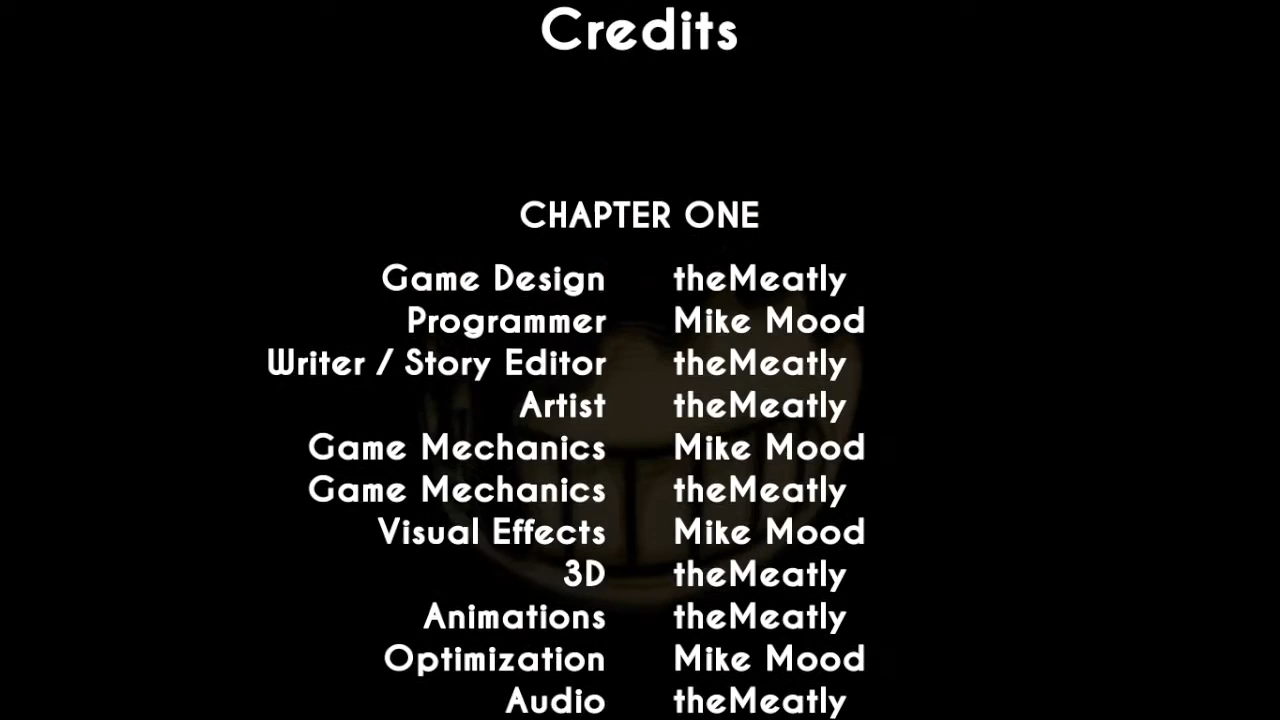 Credits
CHAPTER ONE
Game Design theMeatly
Programmer Mike Mood
Writer / Story Editor theMeatly
Artist theMeatly
Game Mechanics Mike Mood
Game Mechanics theMeatly
Visual Effects Mike Mood
3D theMeatly
Animations theMeatly
Optimization Mike Mood
Audio theMeatly